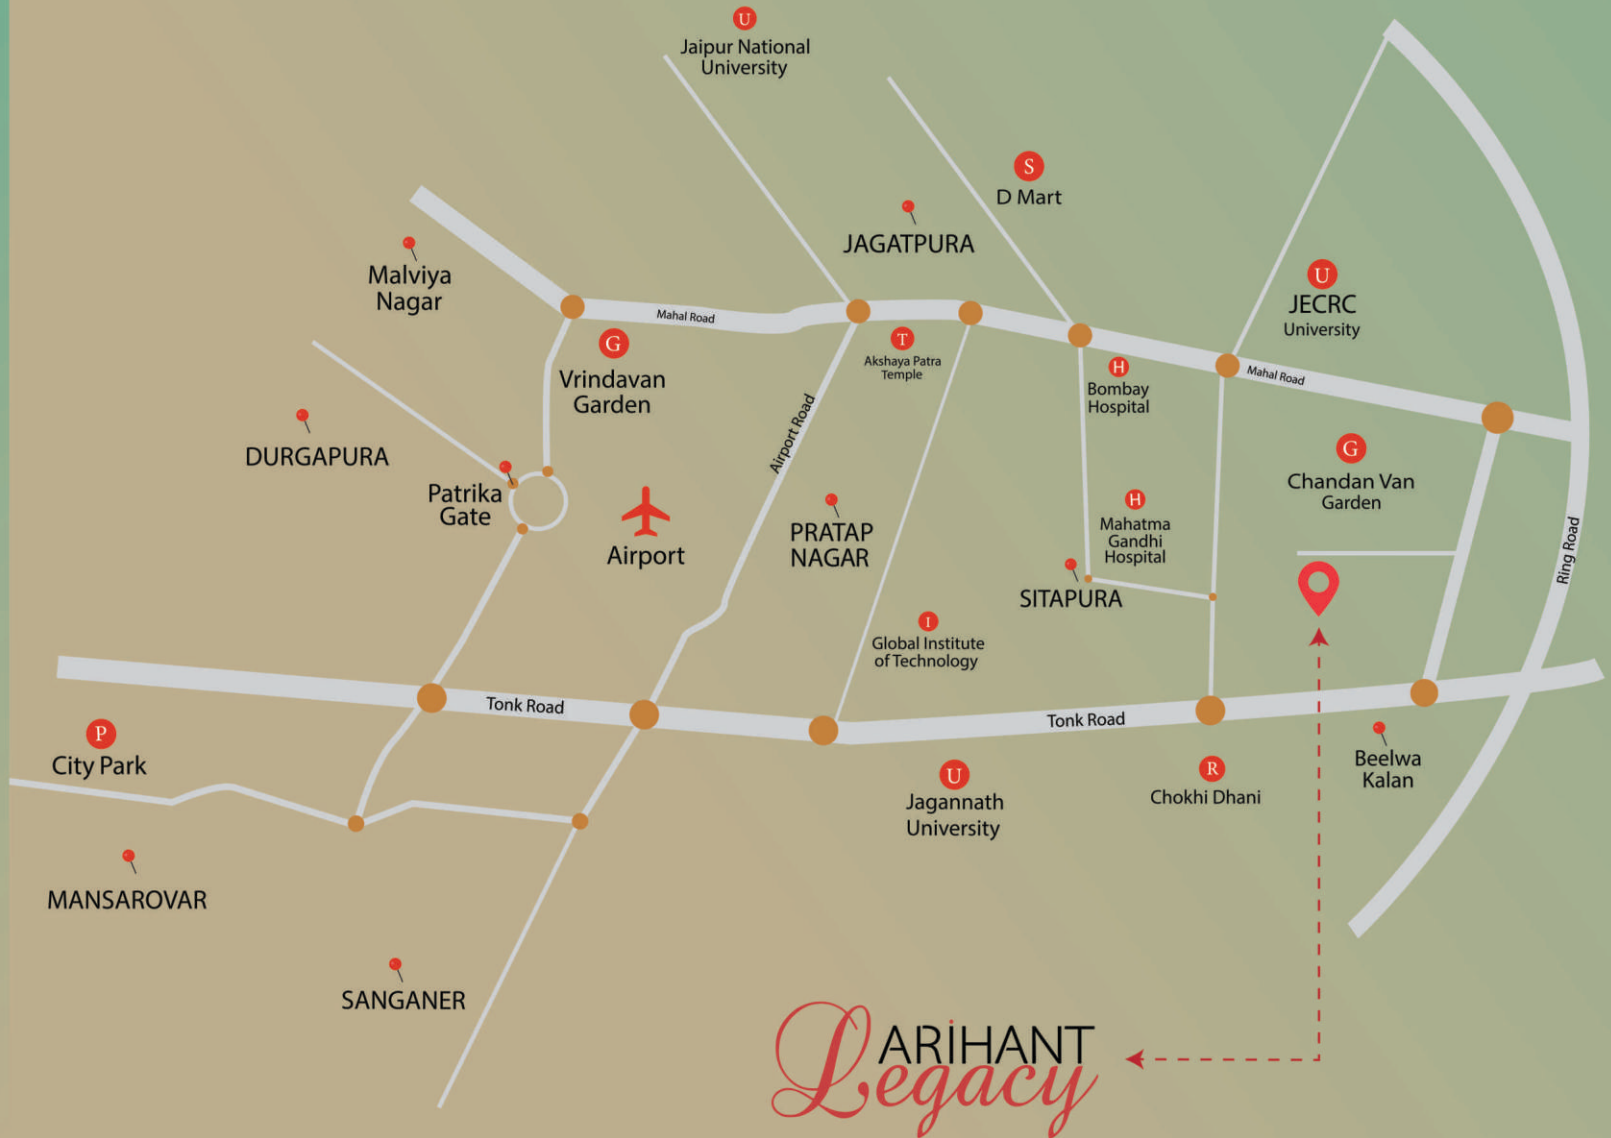 U
Jaipur National
University
S
D Mart
JAGATPURA
Malviya
Nagar
U
JECRC
University
Mahal Road
G
Vrindavan
Garden
T
Akshaya Patra
Temple
H
Bombay
Hospital
Mahal Road
Airport Road
DURGAPURA
G
Chandan Van
Garden
Patrika
Gate
Airport
PRATAP
NAGAR
H
Mahatma
Gandhi
Hospital
Ring Road
SITAPURA
I
Global Institute
of Technology
Tonk Road
Tonk Road
P
City Park
U
Jagannath
University
R
Chokhi Dhani
Beelwa
Kalan
MANSAROVAR
SANGANER
ARiHANT
Legacy